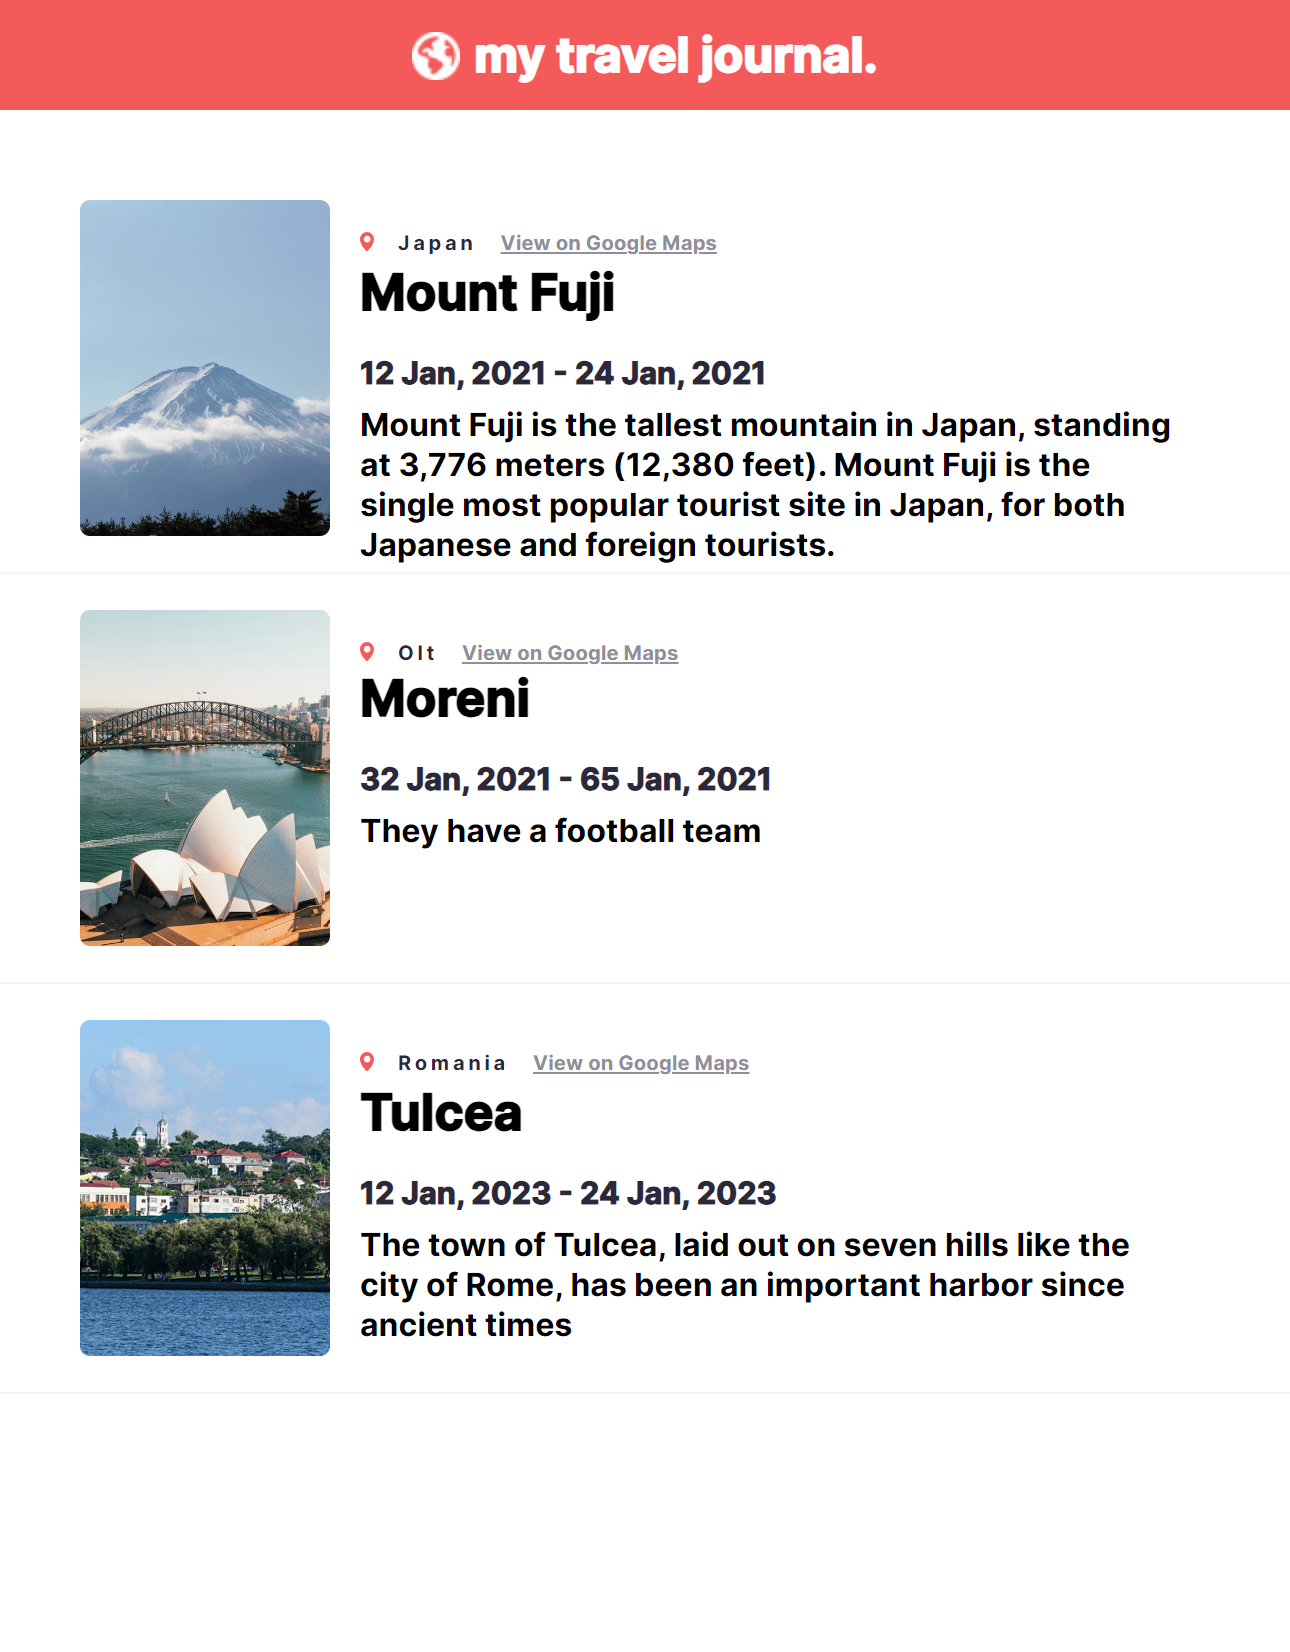 my travel journal.
Japan View on Google Maps
Mount Fuji
12 Jan, 2021 - 24 Jan, 2021
Mount Fuji is the tallest mountain in Japan, standing
at 3,776 meters (12,380 feet). Mount Fuji is the
single most popular tourist site in Japan, for both
Japanese and foreign tourists.
Olt View on Google Maps
Moreni
32 Jan, 2021 - 65 Jan, 2021
They have a football team
Romania View on Google Maps
Tulcea
12 Jan, 2023 - 24 Jan, 2023
The town of Tulcea, laid out on seven hills like the
city of Rome, has been an important harbor since
ancient times